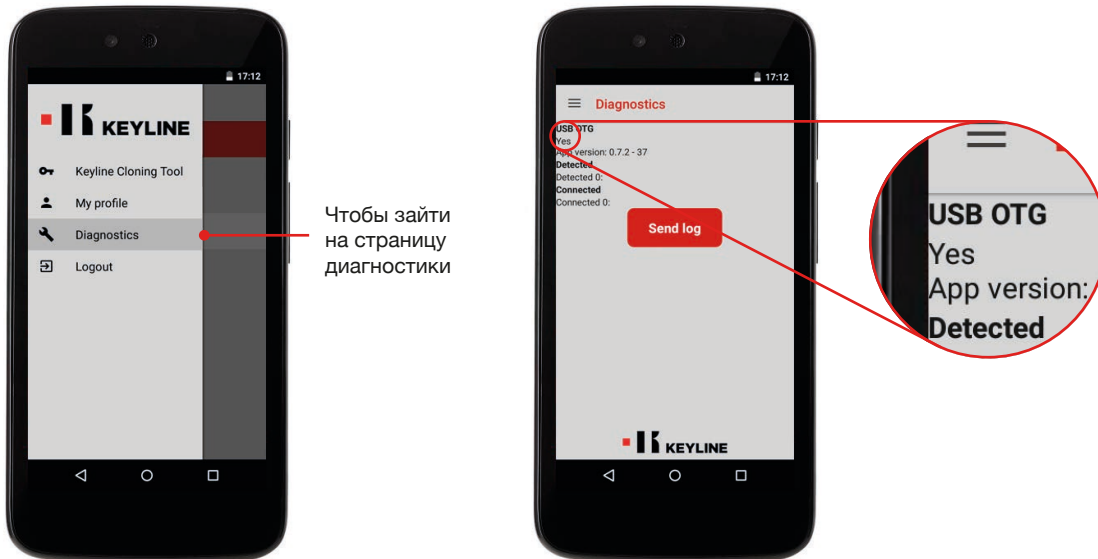 17:12
KEYLINE
Keyline Cloning Tool
My profile
Diagnostics
Logout
Чтобы зайти
на страницу
диагностики
17:12
Diagnostics
USB OTG
Yes
App version: 0.7.2 - 37
Detected
Detected 0:
Connected
Connected 0:
Send log
KEYLINE
USB OTG
Yes
App version:
Detected